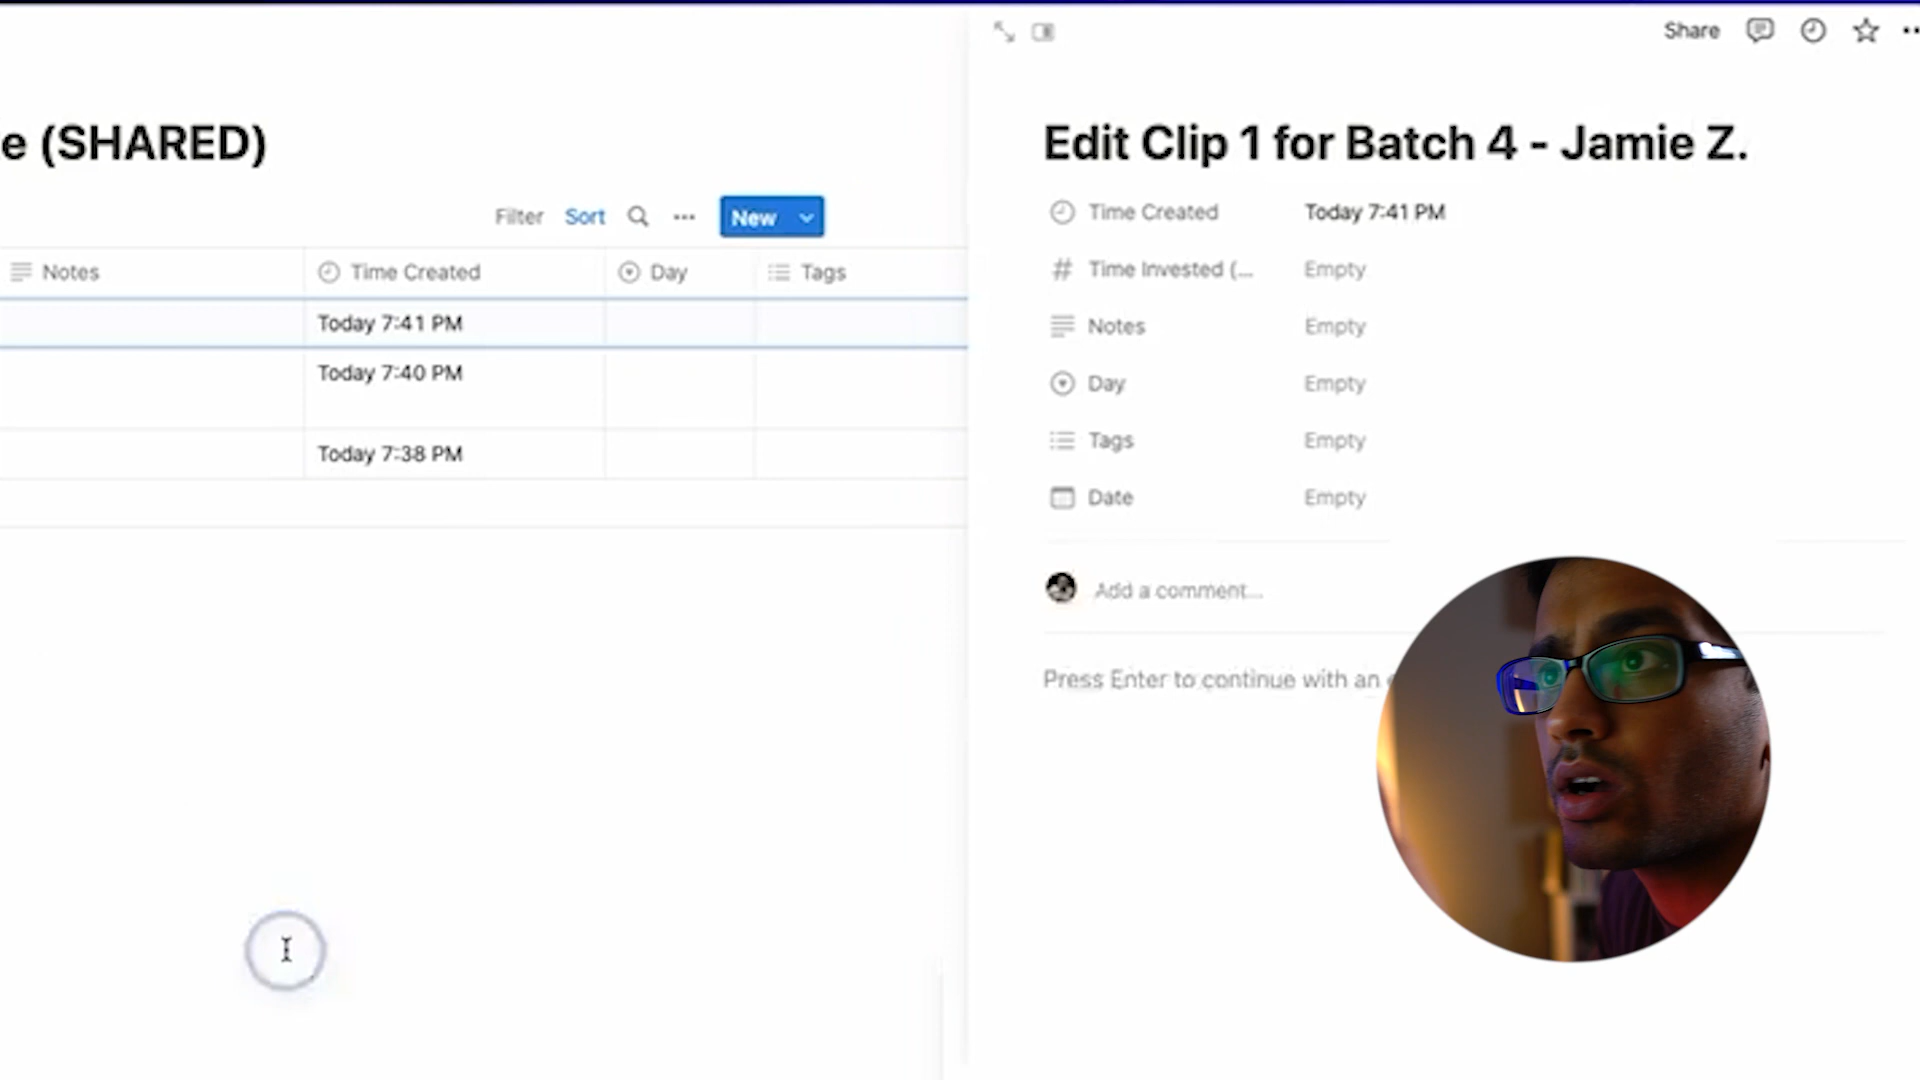 Share
e (SHARED)
Filter Sort New
Notes Time Created Day Tags
Today 7:41 PM
Today 7:40 PM
Today 7:38 PM
Edit Clip 1 for Batch 4 - Jamie Z.
Time Created Today 7:41 PM
Time Invested (... Empty
Notes Empty
Day Empty
Tags Empty
Date Empty
Add a comment...
Press Enter to continue with an